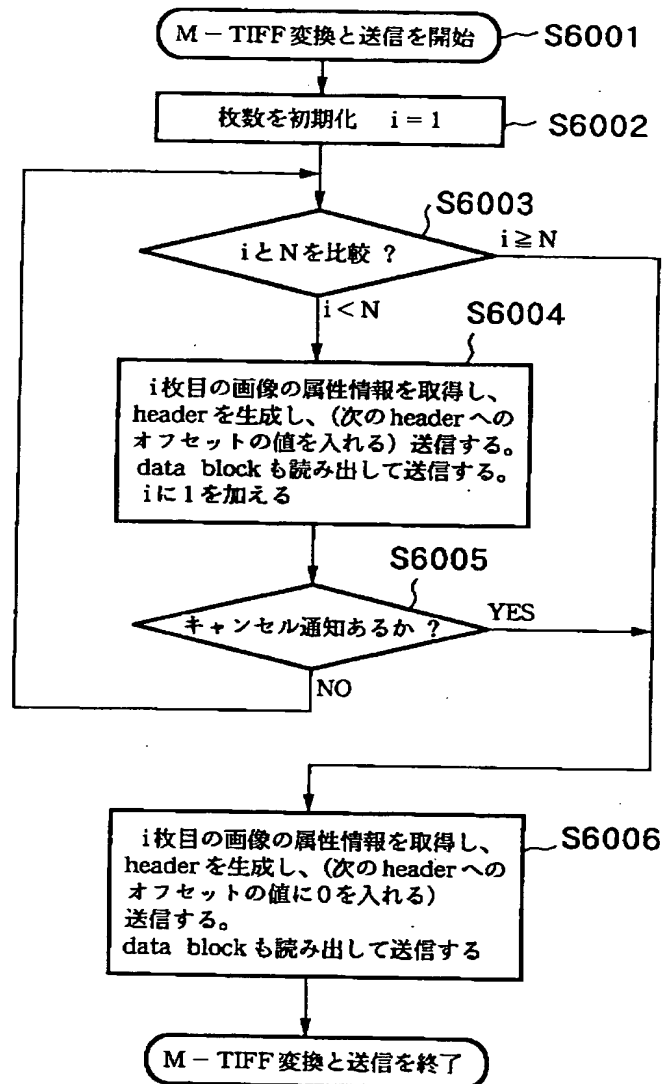 M－TIFF変換と送信を開始
S6001
枚数を初期化　i＝1
S6002
S6003
iとNを比較 ？
i≧N
i＜N
S6004
i枚目の画像の属性情報を取得し、
headerを生成し、（次のheaderへの
オフセットの値を入れる）送信する。
data blockも読み出して送信する。
iに1を加える
S6005
キャンセル通知あるか ？
YES
NO
i枚目の画像の属性情報を取得し、
headerを生成し、（次のheaderへの
オフセットの値に0を入れる）
送信する。
data blockも読み出して送信する
S6006
M－TIFF変換と送信を終了